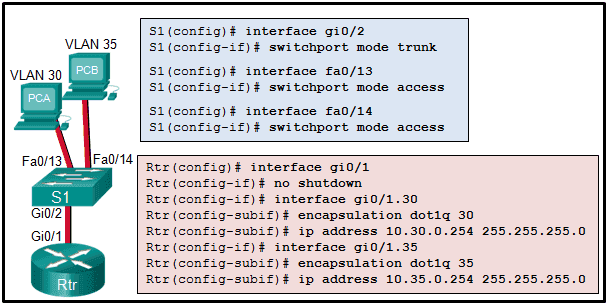 VLAN 35
PCB
VLAN 30
PCA
Fa0/13
Fa0/14
S1
Gi0/2
Gi0/1
Rtr
S1(config)# interface gi0/2
S1(config-if)# switchport mode trunk
S1(config)# interface fa0/13
S1(config-if)# switchport mode access
S1(config)# interface fa0/14
S1(config-if)# switchport mode access
Rtr(config)# interface gi0/1
Rtr(config-if)# no shutdown
Rtr(config-if)# interface gi0/1.30
Rtr(config-subif)# encapsulation dot1q 30
Rtr(config-subif)# ip address 10.30.0.254 255.255.255.0
Rtr(config-if)# interface gi0/1.35
Rtr(config-subif)# encapsulation dot1q 35
Rtr(config-subif)# ip address 10.35.0.254 255.255.255.0